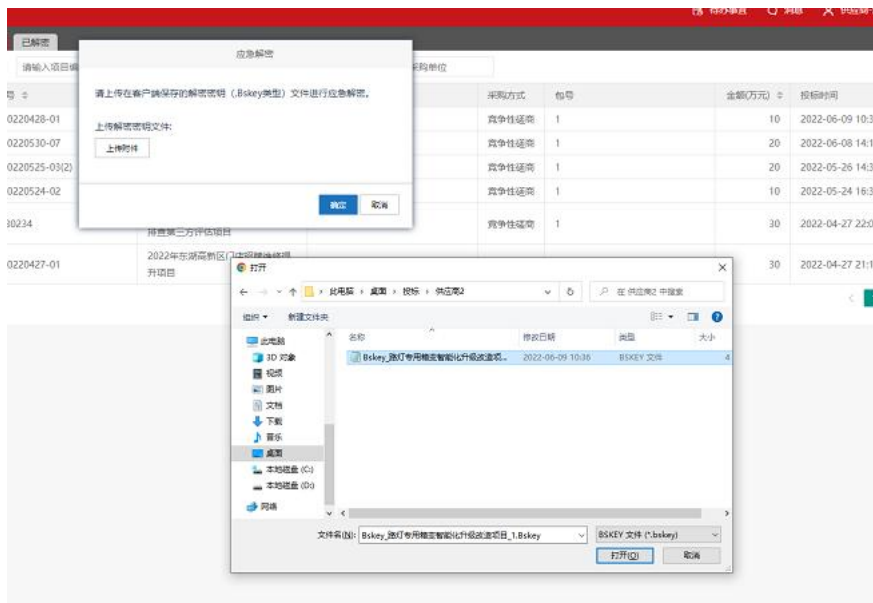 待办事宜 消息 供应商
已解密
请输入项目编
采购单位
应急解密
请上传在客户端保存的解密密钥（.Bskey类型）文件进行应急解密。
上传解密密钥文件:
上传附件
确定 取消
号 采购方式 包号 金额(万元) 投标时间
0220428-01 竞争性磋商 1 10 2022-06-09 10:3
0220530-07 竞争性磋商 1 20 2022-06-08 14:1
0220525-03(2) 竞争性磋商 1 20 2022-05-26 14:3
0220524-02 竞争性磋商 1 10 2022-05-24 16:3
30234 排查第三方评估项目 竞争性磋商 1 30 2022-04-27 22:0
0220427-01 2022年东湖高新区门店招牌维修提
升项目 30 2022-04-27 21:1
打开
此电脑 › 桌面 › 投标 › 供应商2
在 供应商2 中搜索
组织 新建文件夹
名称 修改日期 类型 大小
Bskey_路灯专用箱变智能化升级改造项... 2022-06-09 10:36 BSKEY 文件 4
此电脑
3D 对象
视频
图片
文档
下载
音乐
桌面
本地磁盘 (C:)
本地磁盘 (D:)
网络
文件名(N): Bskey_路灯专用箱变智能化升级改造项目_1.Bskey BSKEY 文件 (*.bskey)
打开(O) 取消